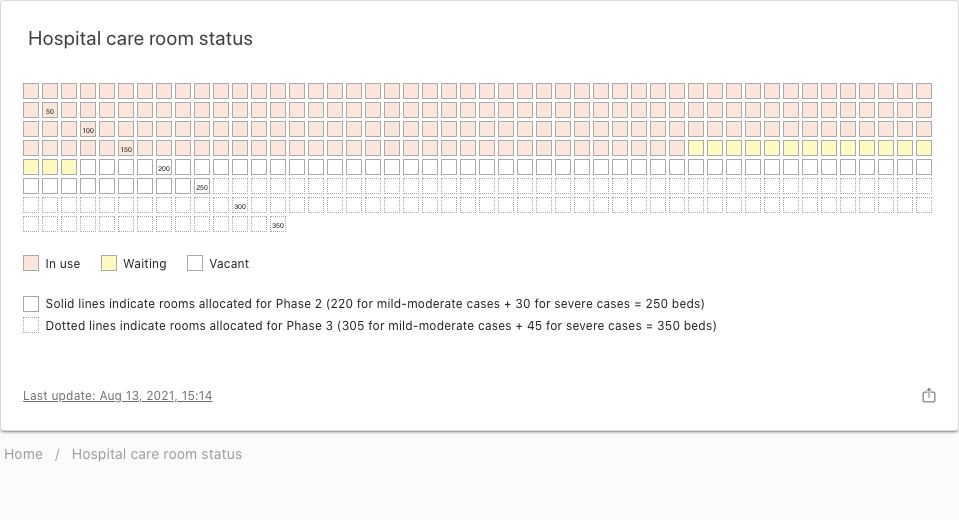 Hospital care room status
50
100
150
200
250
300
350
In use Waiting Vacant
Solid lines indicate rooms allocated for Phase 2 (220 for mild-moderate cases + 30 for severe cases = 250 beds)
Dotted lines indicate rooms allocated for Phase 3 (305 for mild-moderate cases + 45 for severe cases = 350 beds)
Last update: Aug 13, 2021, 15:14
Home / Hospital care room status